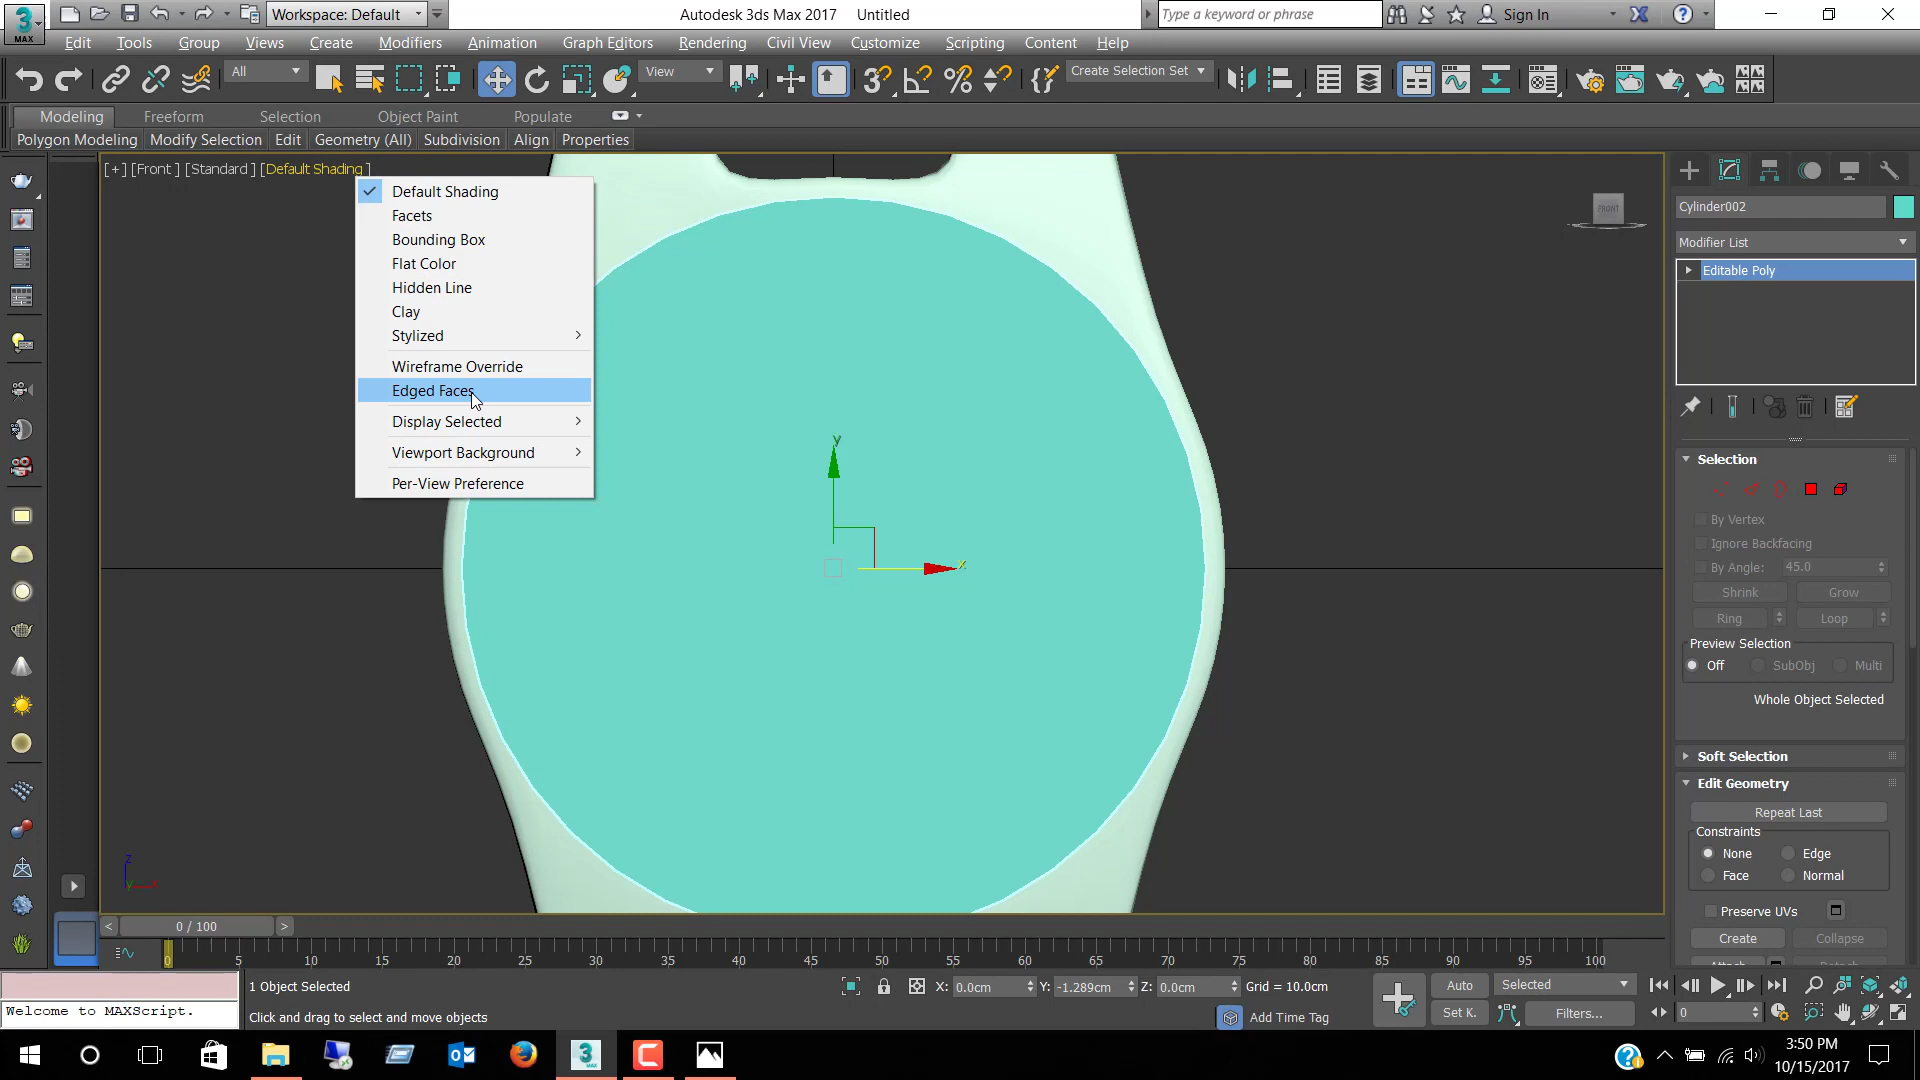 Workspace: Default
Autodesk 3ds Max 2017 Untitled
Type a keyword or phrase
Sign In
MAX
Edit Tools Group Views Create Modifiers Animation Graph Editors Rendering Civil View Customize Scripting Content Help
All
View
Create Selection Set
Modeling Freeform Selection Object Paint Populate
Polygon Modeling Modify Selection Edit Geometry (All) Subdivision Align Properties
[+] [Front ] [Standard ] [Default Shading ]
Default Shading
Facets
Bounding Box
Flat Color
Hidden Line
Clay
Stylized
Wireframe Override
Edged Faces
Display Selected
Viewport Background
Per-View Preference
FRONT
y
x
z
Cylinder002
Modifier List
Editable Poly
Selection
By Vertex
Ignore Backfacing
By Angle: 45.0
Shrink Grow
Ring Loop
Preview Selection
Off SubObj Multi
Whole Object Selected
Soft Selection
Edit Geometry
Repeat Last
Constraints
None Edge
Face Normal
Preserve UVs
Create Collapse
Attach Detach
< 0 / 100 >
0 5 10 15 20 25 30 35 40 45 50 55 60 65 70 75 80 85 90 95 100
1 Object Selected
X: 0.0cm Y: -1.289cm Z: 0.0cm Grid = 10.0cm
Auto Selected
Welcome to MAXScript.
Click and drag to select and move objects
Add Time Tag
Set K. Filters... 0
3:50 PM
10/15/2017